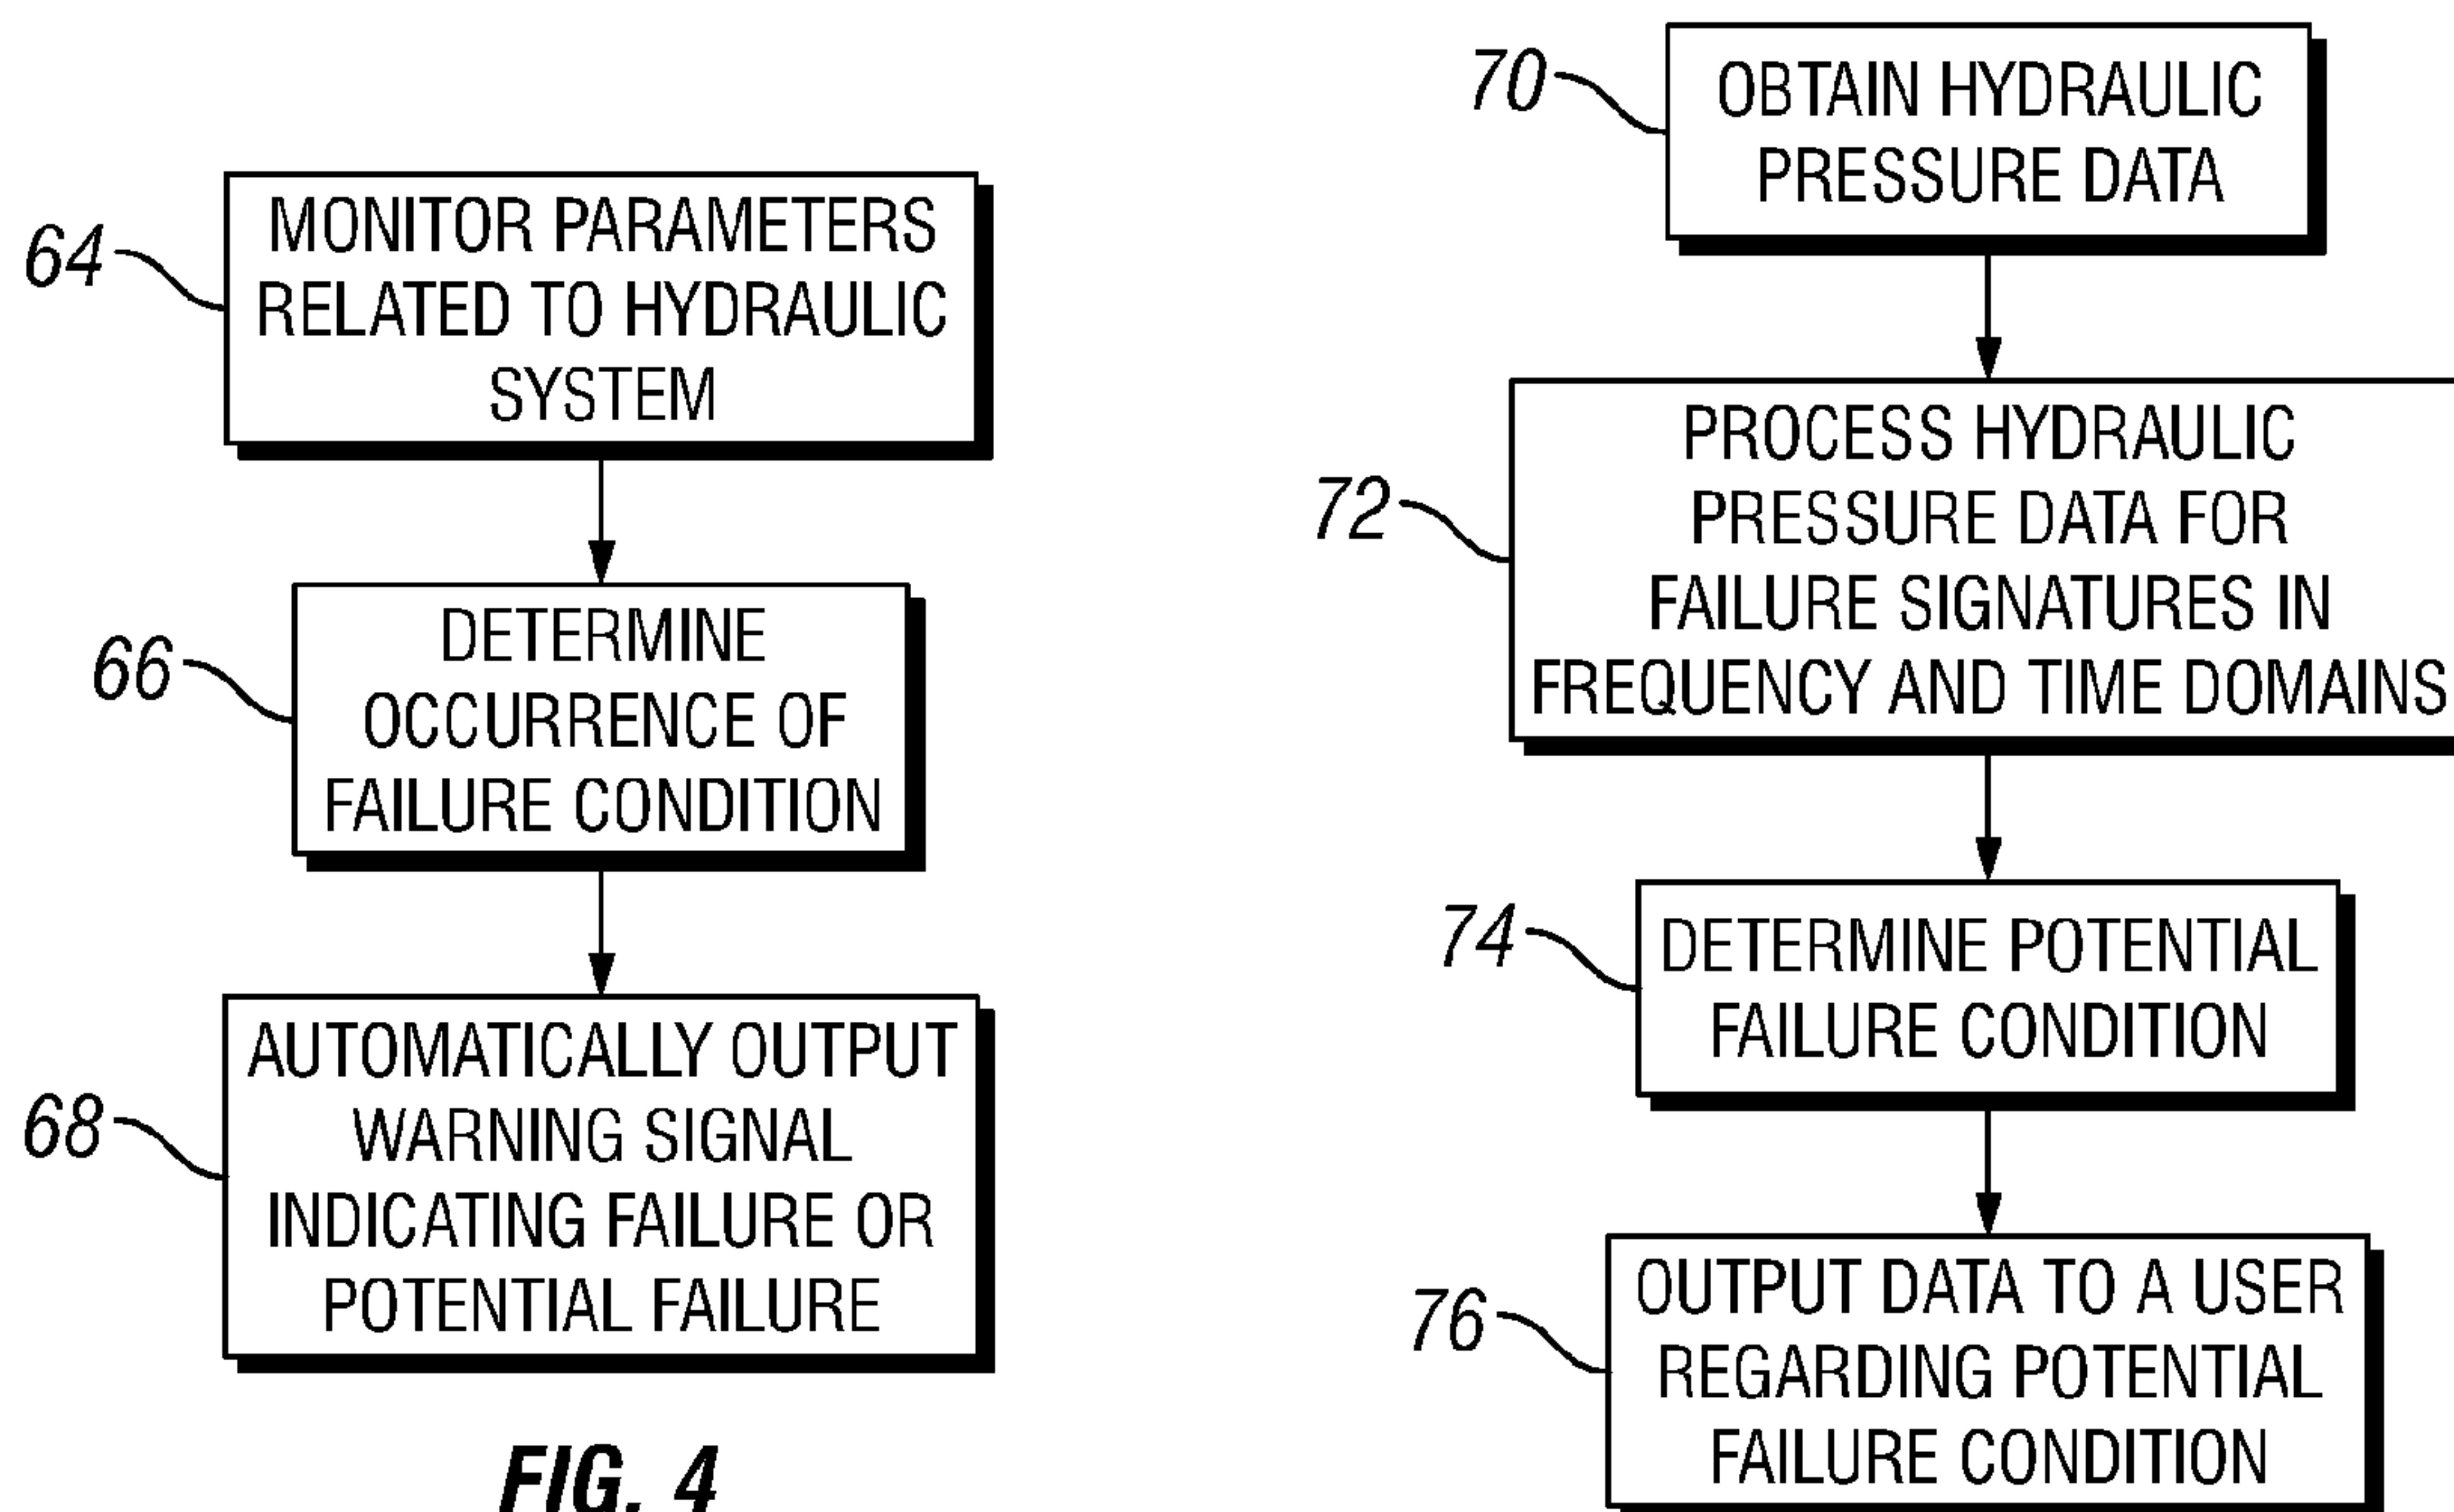 64
MONITOR PARAMETERS
RELATED TO HYDRAULIC
SYSTEM
66
DETERMINE
OCCURRENCE OF
FAILURE CONDITION
68
AUTOMATICALLY OUTPUT
WARNING SIGNAL
INDICATING FAILURE OR
POTENTIAL FAILURE
FIG. 4
70
OBTAIN HYDRAULIC
PRESSURE DATA
72
PROCESS HYDRAULIC
PRESSURE DATA FOR
FAILURE SIGNATURES IN
FREQUENCY AND TIME DOMAINS
74
DETERMINE POTENTIAL
FAILURE CONDITION
76
OUTPUT DATA TO A USER
REGARDING POTENTIAL
FAILURE CONDITION